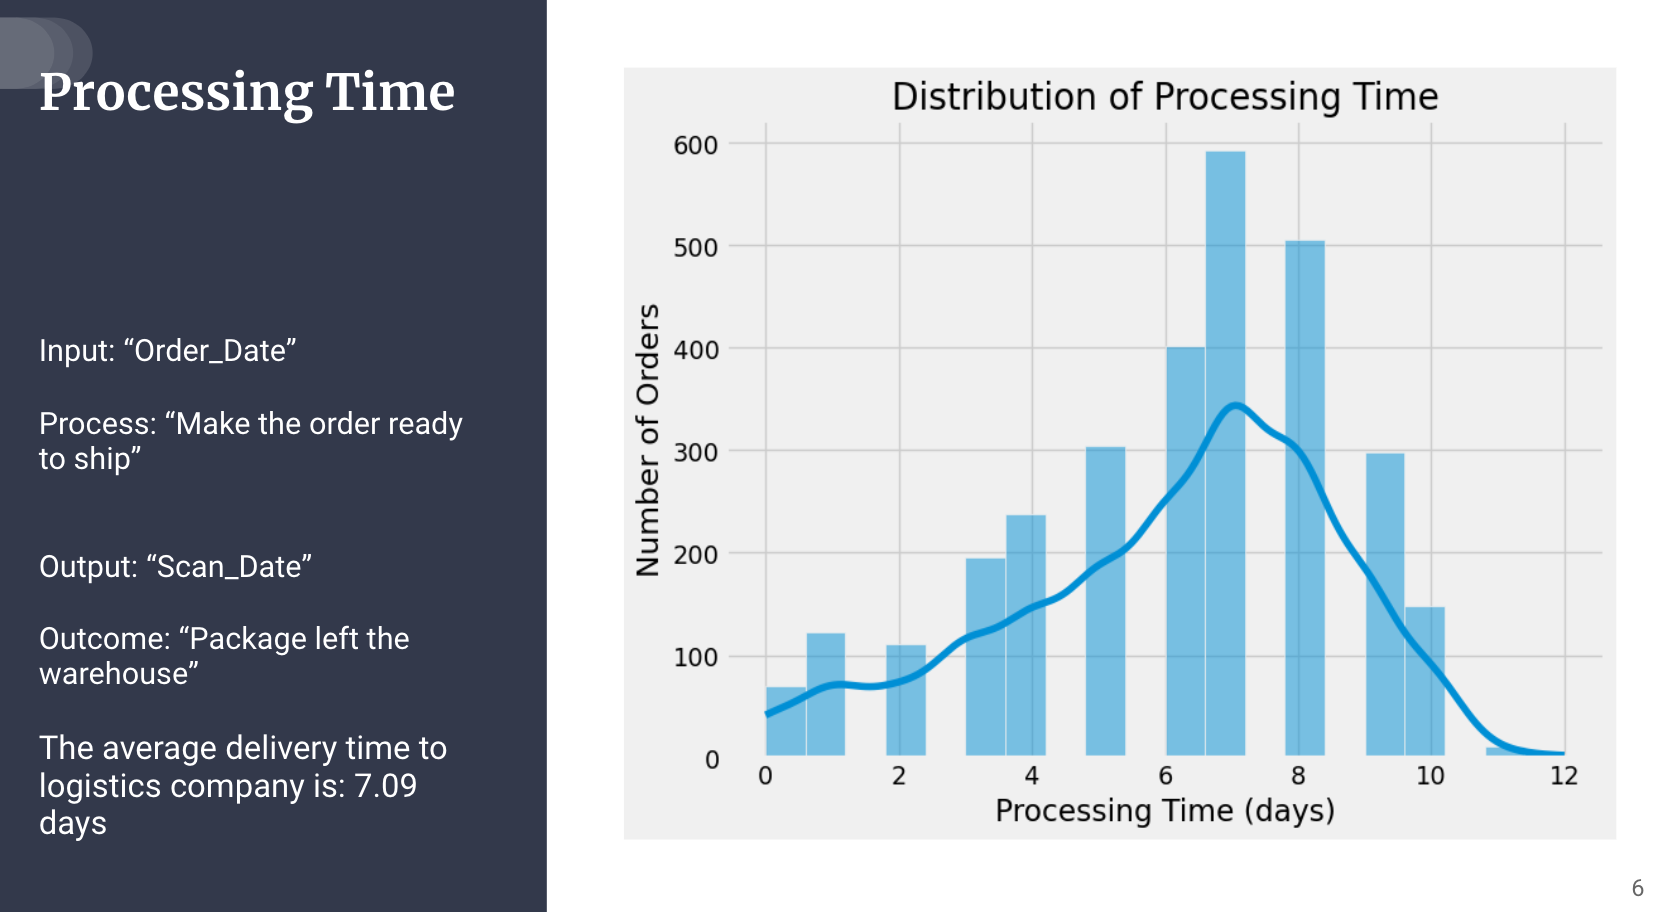 Processing Time
Input: “Order_Date”
Process: “Make the order ready
to ship”
Output: “Scan_Date”
Outcome: “Package left the
warehouse”
The average delivery time to
logistics company is: 7.09
days
Distribution of Processing Time
Number of Orders
600
500
400
300
200
100
0
0 2 4 6 8 10 12
Processing Time (days)
6